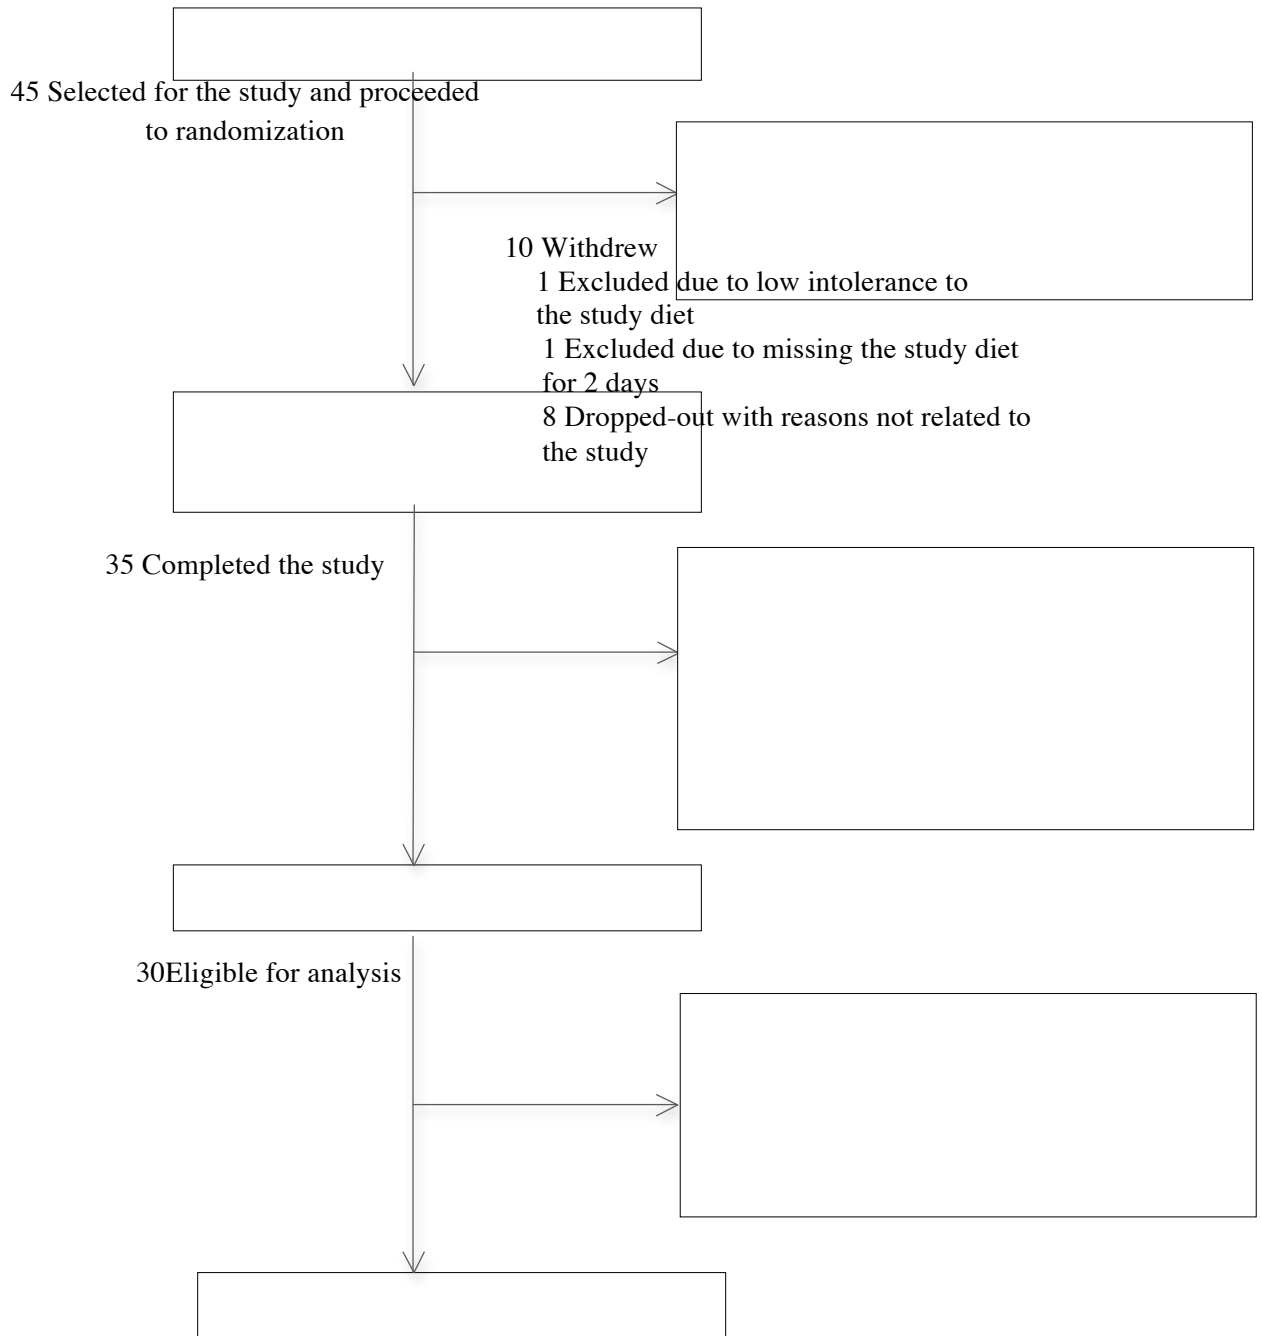 45 Selected for the study and proceeded
to randomization
10 Withdrew
1 Excluded due to low intolerance to
the study diet
1 Excluded due to missing the study diet
for 2 days
8 Dropped-out with reasons not related to
the study
35 Completed the study
30Eligible for analysis